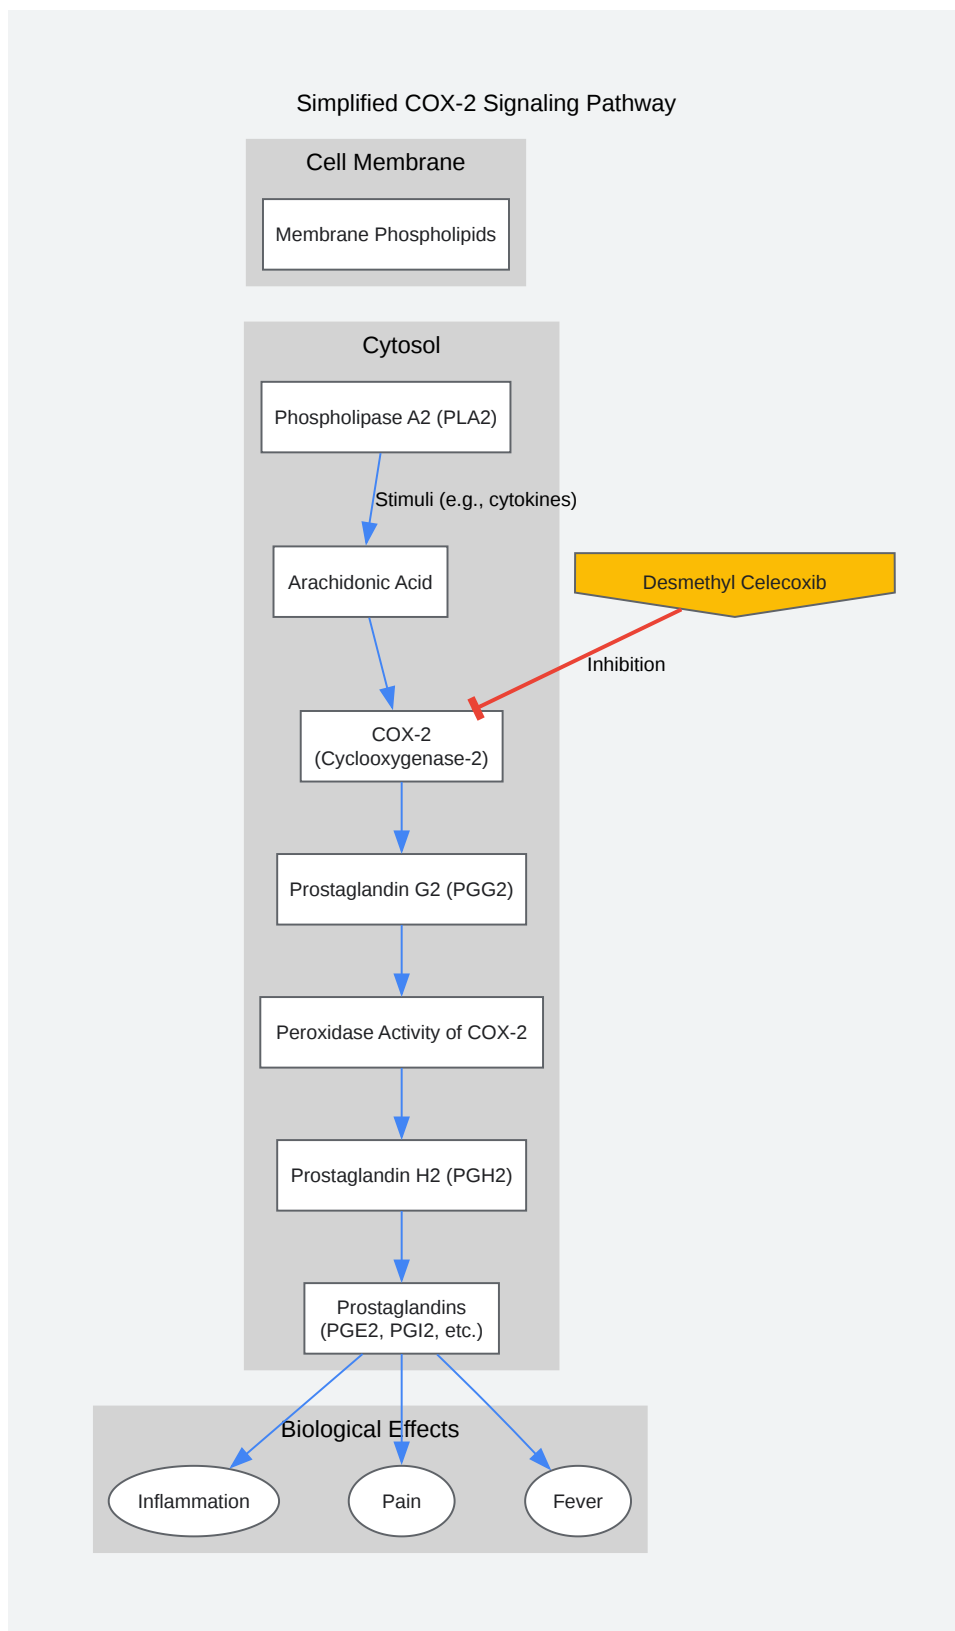 Simplified COX-2 Signaling Pathway
Cell Membrane
Membrane Phospholipids
Cytosol
Phospholipase A2 (PLA2)
Stimuli (e.g., cytokines)
Arachidonic Acid
Desmethyl Celecoxib
Inhibition
COX-2
(Cyclooxygenase-2)
Prostaglandin G2 (PGG2)
Peroxidase Activity of COX-2
Prostaglandin H2 (PGH2)
Prostaglandins
(PGE2, PGI2, etc.)
Biological Effects
Inflammation
Pain
Fever